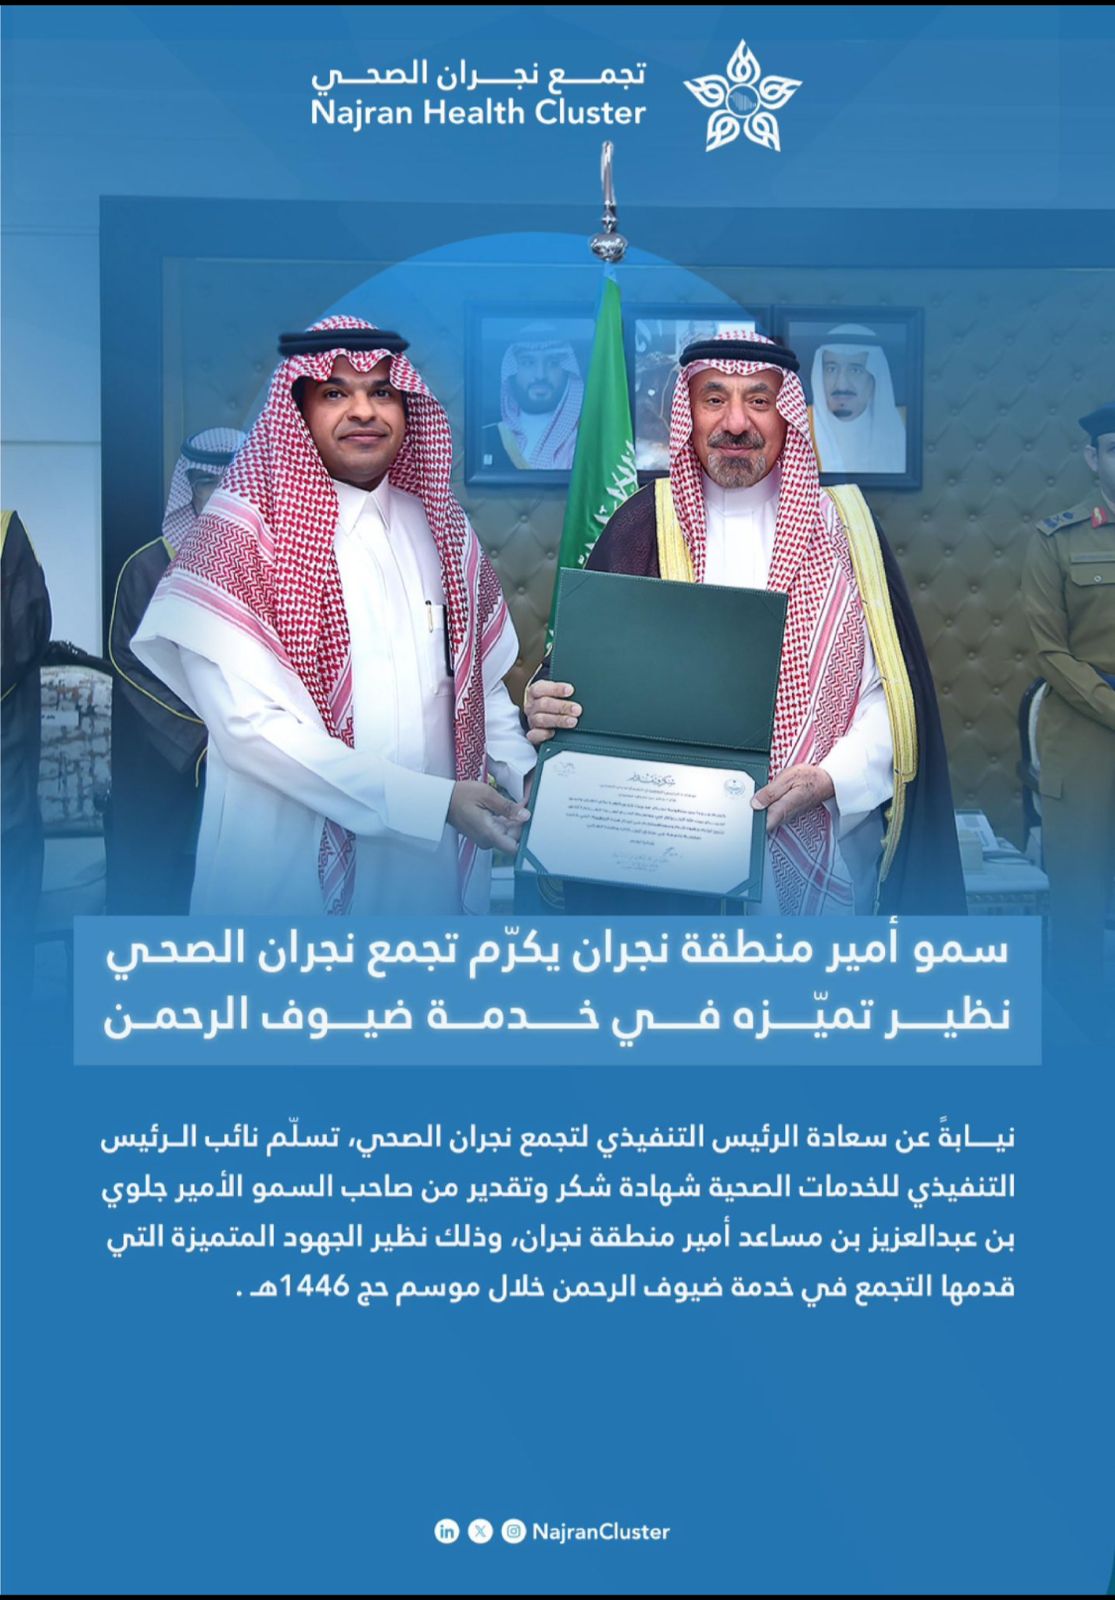 تجمع نجران الصحي
Najran Health Cluster
شكر وتقدير
سمو أمير منطقة نجران يكرّم تجمع نجران الصحي
نظير تميّزه في خدمة ضيوف الرحمن
نيابةً عن سعادة الرئيس التنفيذي لتجمع نجران الصحي، تسلّم نائب الرئيس
التنفيذي للخدمات الصحية شهادة شكر وتقدير من صاحب السمو الأمير جلوي
بن عبدالعزيز بن مساعد أمير منطقة نجران، وذلك نظير الجهود المتميزة التي
قدمها التجمع في خدمة ضيوف الرحمن خلال موسم حج 1446هـ .
in X NajranCluster